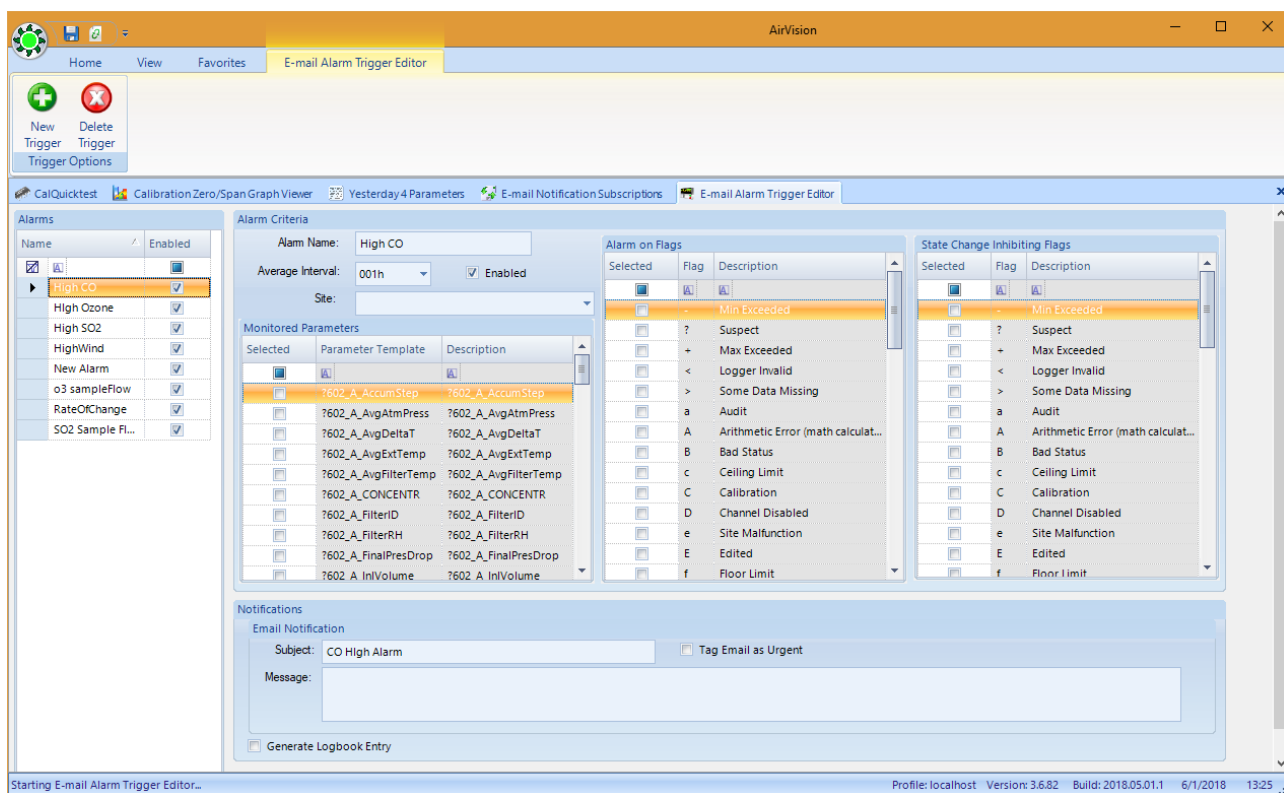 AirVision
Home View Favorites E-mail Alarm Trigger Editor
New Trigger Delete Trigger
Trigger Options
CalQuicktest Calibration Zero/Span Graph Viewer Yesterday 4 Parameters E-mail Notification Subscriptions E-mail Alarm Trigger Editor
Alarms
Name Enabled
High CO
HIgh Ozone
High SO2
HighWind
New Alarm
o3 sampleFlow
RateOfChange
SO2 Sample Fl...
Alarm Criteria
Alarm Name: High CO
Average Interval: 001h Enabled
Site:
Monitored Parameters
Selected Parameter Template Description
?602_A_AccumStep ?602_A_AccumStep
?602_A_AvgAtmPress ?602_A_AvgAtmPress
?602_A_AvgDeltaT ?602_A_AvgDeltaT
?602_A_AvgExtTemp ?602_A_AvgExtTemp
?602_A_AvgFilterTemp ?602_A_AvgFilterTemp
?602_A_CONCENTR ?602_A_CONCENTR
?602_A_FilterID ?602_A_FilterID
?602_A_FilterRH ?602_A_FilterRH
?602_A_FinalPresDrop ?602_A_FinalPresDrop
?602_A_InlVolume ?602_A_InlVolume
Alarm on Flags
Selected Flag Description
- Min Exceeded
? Suspect
+ Max Exceeded
< Logger Invalid
> Some Data Missing
a Audit
A Arithmetic Error (math calculat...
B Bad Status
c Ceiling Limit
C Calibration
D Channel Disabled
e Site Malfunction
E Edited
f Floor Limit
State Change Inhibiting Flags
Selected Flag Description
- Min Exceeded
? Suspect
+ Max Exceeded
< Logger Invalid
> Some Data Missing
a Audit
A Arithmetic Error (math calculat...
B Bad Status
c Ceiling Limit
C Calibration
D Channel Disabled
e Site Malfunction
E Edited
f Floor Limit
Notifications
Email Notification
Subject: CO HIgh Alarm Tag Email as Urgent
Message:
Generate Logbook Entry
Starting E-mail Alarm Trigger Editor... Profile: localhost Version: 3.6.82 Build: 2018.05.01.1 6/1/2018 13:25